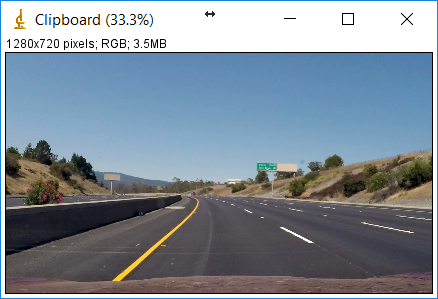 Clipboard (33.3%)
1280x720 pixels; RGB; 3.5MB